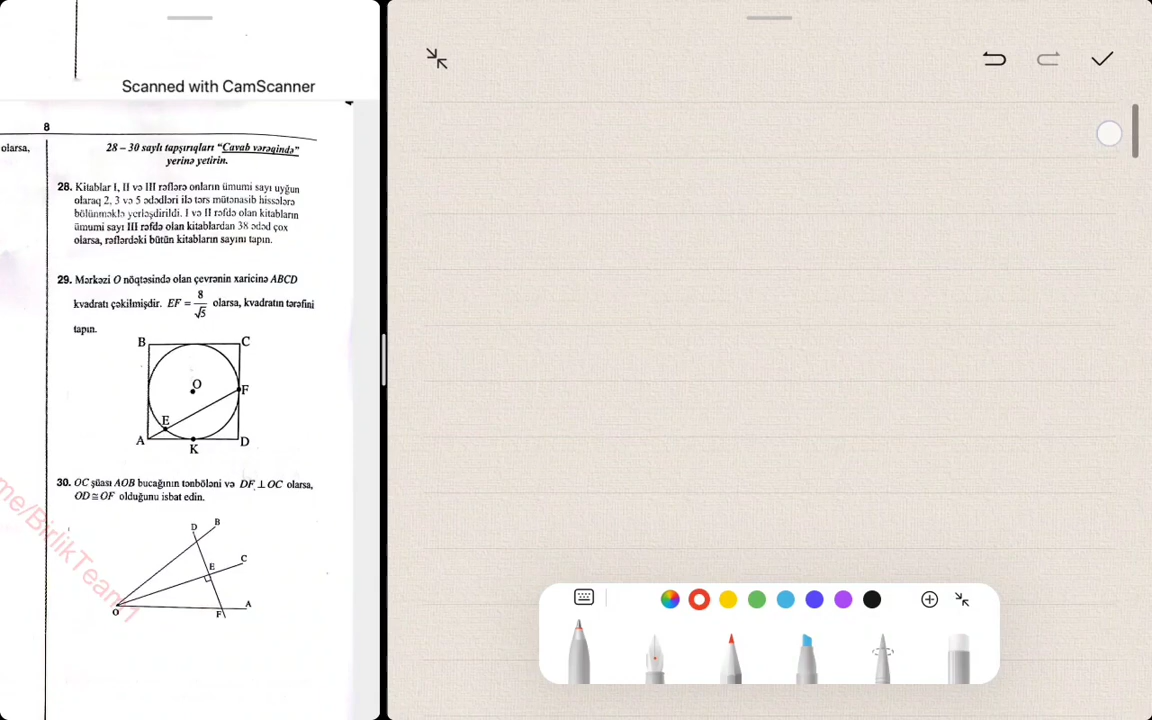 Scanned with CamScanner
8
olarsa,
28 – 30 saylı tapşırıqları “Cavab vərəqində”
yerinə yetirin.
28. Kitablar I, II və III rəflərə onların ümumi sayı uyğun
olaraq 2, 3 və 5 ədədləri ilə tərs mütənasib hissələrə
bölünməklə yerləşdirildi. I və II rəfdə olan kitabların
ümumi sayı III rəfdə olan kitablardan 38 ədəd çox
olarsa, rəflərdəki bütün kitabların sayını tapın.
29. Mərkəzi O nöqtəsində olan çevrənin xaricinə ABCD
kvadratı çəkilmişdir. EF = 8/√5 olarsa, kvadratın tərəfini
tapın.
B C
O
F
E
A D
K
30. OC şüası AOB bucağının tənböləni və DF ⊥ OC olarsa,
OD ≅ OF olduğunu isbat edin.
D B
E C
O F A
me/BirlikTeam1